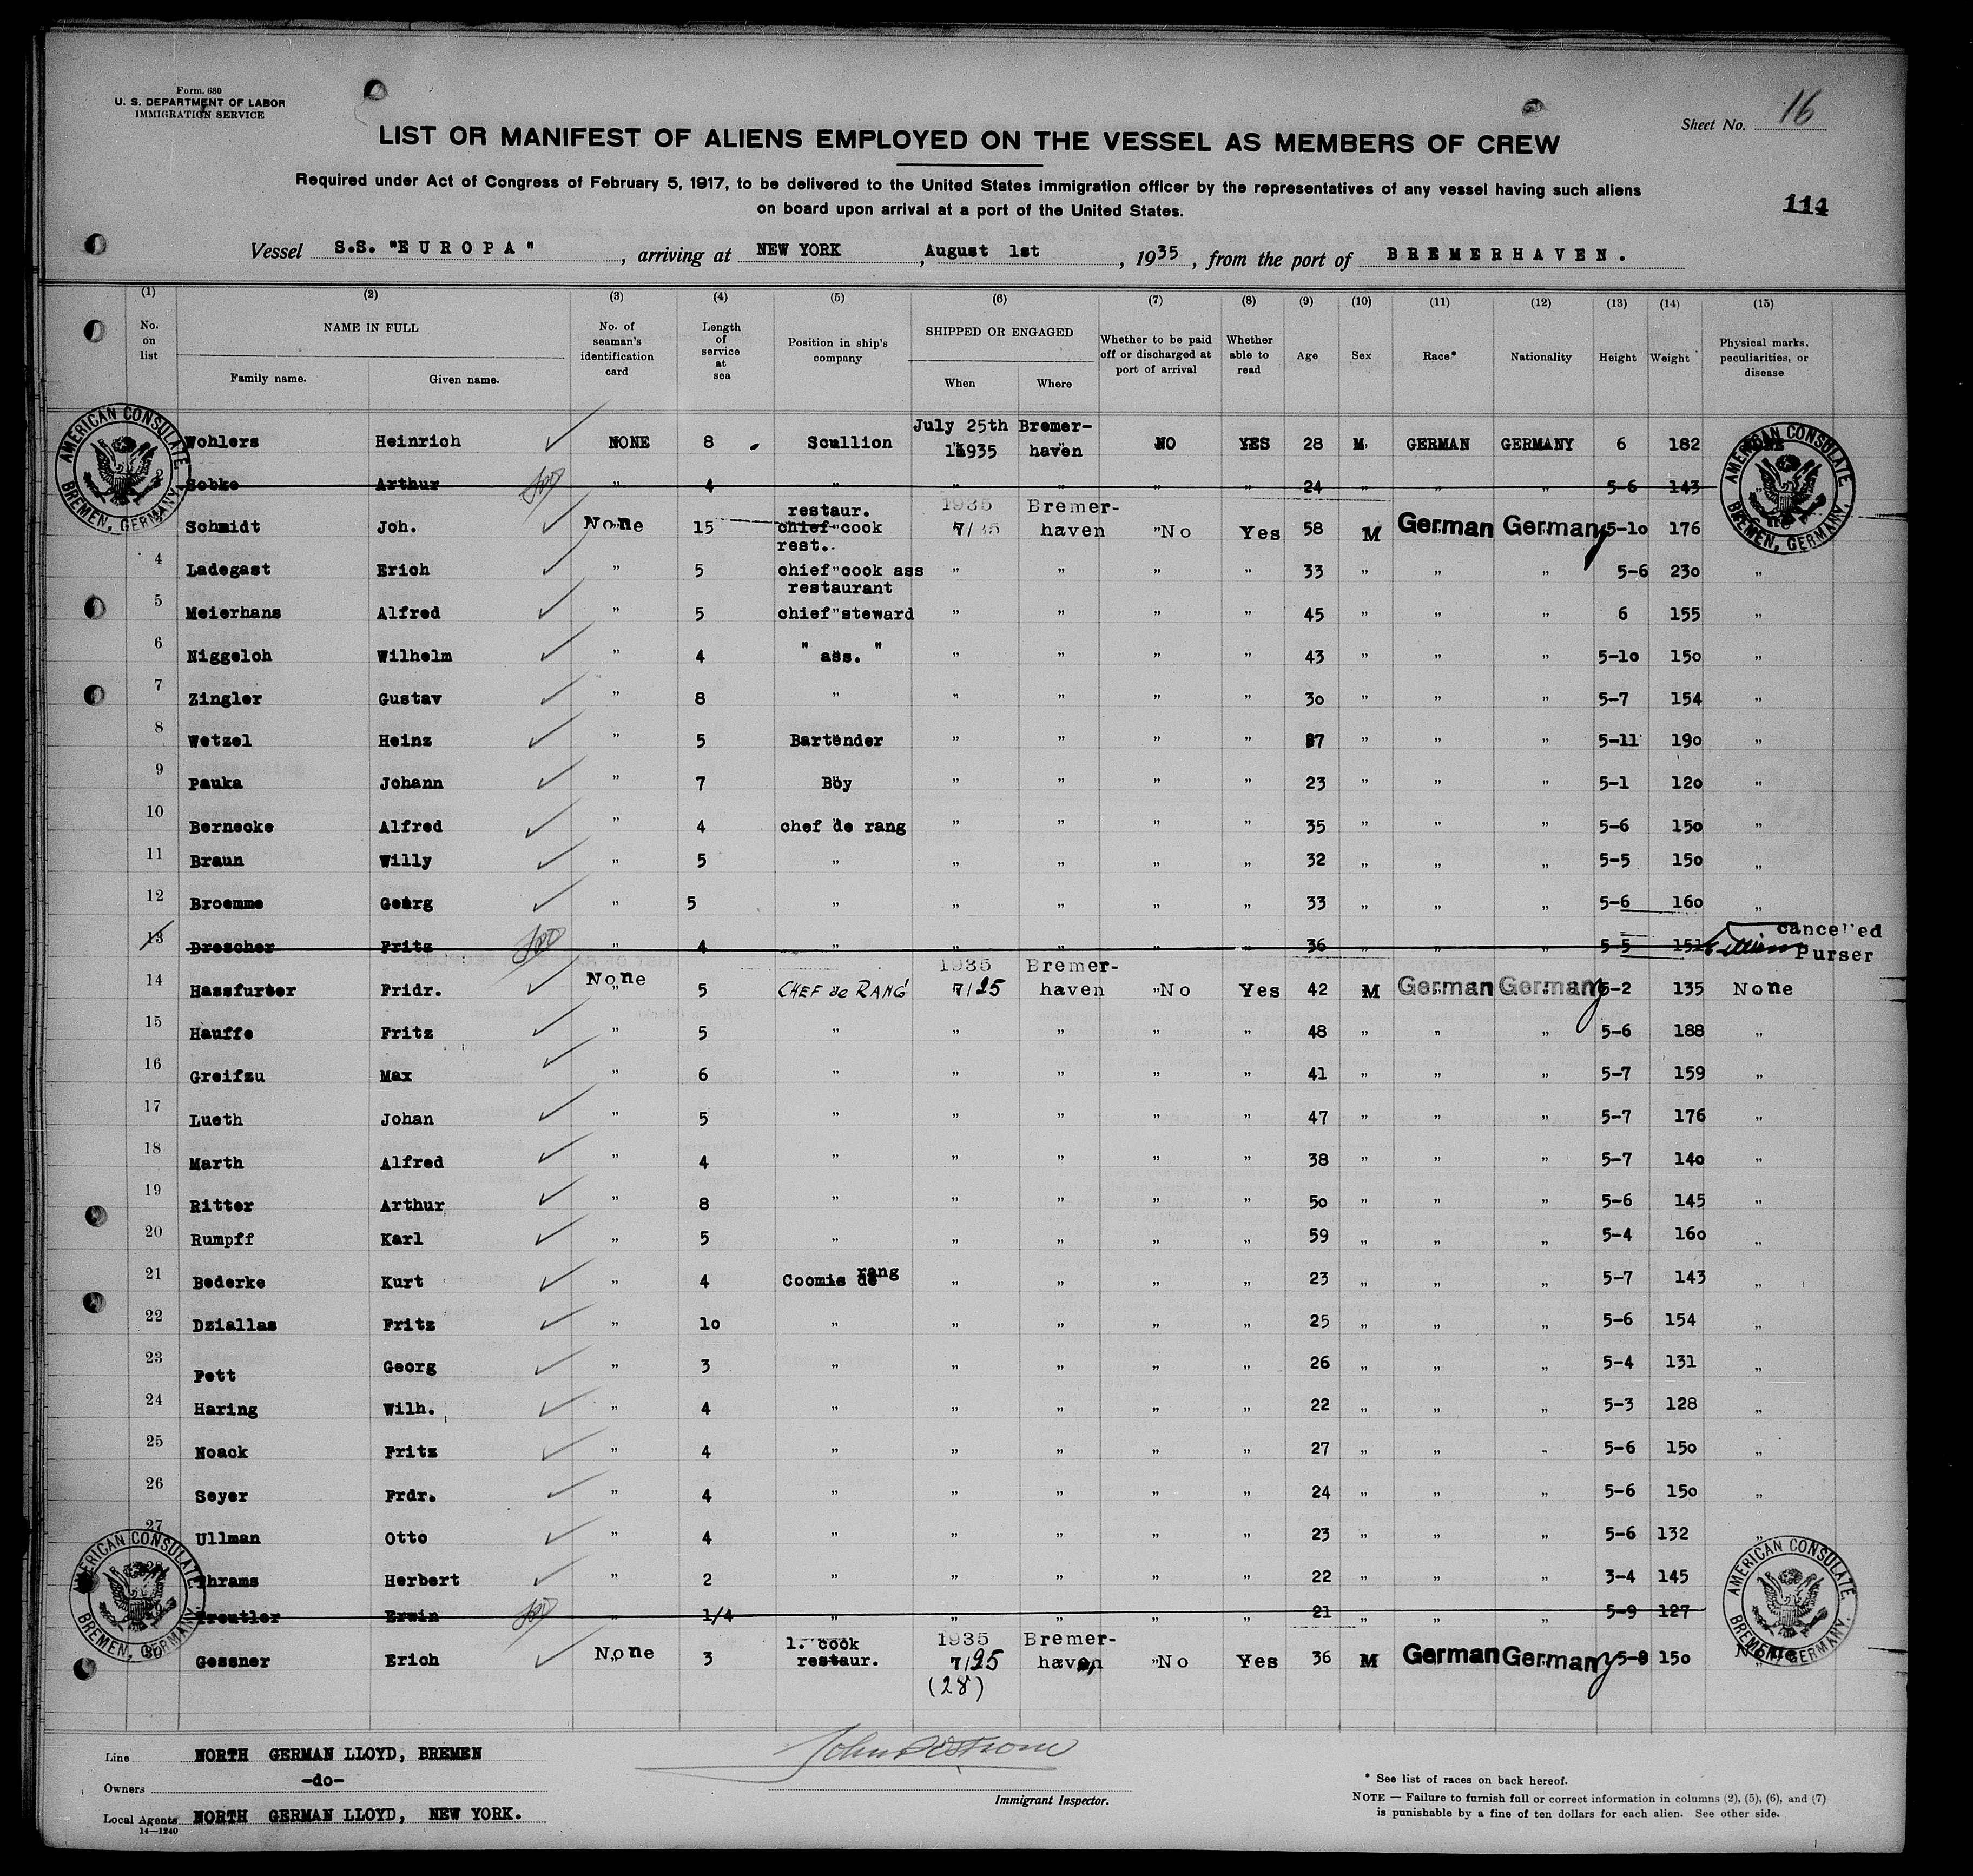 Form. 680
U. S. DEPARTMENT OF LABOR
IMMIGRATION SERVICE
Sheet No. 16
LIST OR MANIFEST OF ALIENS EMPLOYED ON THE VESSEL AS MEMBERS OF CREW
Required under Act of Congress of February 5, 1917, to be delivered to the United States immigration officer by the representatives of any vessel having such aliens
on board upon arrival at a port of the United States.
114
Vessel S.S. "EUROPA", arriving at NEW YORK, August 1st, 1935, from the port of BREMERHAVEN.
(1) (2) (3) (4) (5) (6) (7) (8) (9) (10) (11) (12) (13) (14) (15)
No. on list NAME IN FULL Family name. Given name. No. of seaman's identification card Length of service at sea Position in ship's company SHIPPED OR ENGAGED When Where Whether to be paid off or discharged at port of arrival Whether able to read Age Sex Race* Nationality Height Weight Physical marks, peculiarities, or disease
Wohlers Heinrich NONE 8 Scullion July 25th 1935 Bremer-haven NO YES 28 M GERMAN GERMANY 6 182
Sobke Arthur " 4 " " " " " 24 " " " 5-6 143 "
Schmidt Joh. None 15 restaur. chief cook 1935 7/25 Bremer-haven No Yes 58 M German Germany 5-10 176
4 Ladegast Erich " 5 rest. chief cook ass " " " " 33 " " " 5-6 230 "
5 Meierhans Alfred " 5 restaurant chief steward " " " " 45 " " " 6 155 "
6 Niggeloh Wilhelm " 4 " ass. " " " " " 43 " " " 5-10 150 "
7 Zingler Gustav " 8 " " " " " 30 " " " 5-7 154 "
8 Wetzel Heinz " 5 Bartender " " " " 27 " " " 5-11 190 "
9 Pauka Johann " 7 Boy " " " " 23 " " " 5-1 120 "
10 Bernecke Alfred " 4 chef de rang " " " " 35 " " " 5-6 150 "
11 Braun Willy " 5 " " " " " 32 " " " 5-5 150 "
12 Broemme Georg " 5 " " " " " 33 " " " 5-6 160 "
13 Drescher Fritz " 4 " " " " " 36 " " " 5-5 151 cancelled Purser
14 Hassfurter Fridr. None 5 CHEF de RANG 1935 7/25 Bremer-haven No Yes 42 M German Germany 5-2 135 None
15 Hauffe Fritz " 5 " " " " " 48 " " " 5-6 188 "
16 Greifzu Max " 6 " " " " " 41 " " " 5-7 159 "
17 Lueth Johan " 5 " " " " " 47 " " " 5-7 176 "
18 Marth Alfred " 4 " " " " " 38 " " " 5-7 140 "
19 Ritter Arthur " 8 " " " " " 50 " " " 5-6 145 "
20 Rumpff Karl " 5 " " " " " 59 " " " 5-4 160 "
21 Bederke Kurt " 4 Coomis de rang " " " " 23 " " " 5-7 143 "
22 Dziallas Fritz " 10 " " " " " 25 " " " 5-6 154 "
23 Pett Georg " 3 " " " " " 26 " " " 5-4 131 "
24 Haring Wilh. " 4 " " " " " 22 " " " 5-3 128 "
25 Noack Fritz " 4 " " " " " 27 " " " 5-6 150 "
26 Seyer Frdr. " 4 " " " " " 24 " " " 5-6 150 "
27 Ullman Otto " 4 " " " " " 23 " " " 5-6 132 "
28 Thrams Herbert " 2 " " " " " 22 " " " 3-4 145
Treutler Erwin " 1/4 " " " " " 21 " " " 5-9 127
30 Gessner Erich None 3 1. cook restaur. 1935 7/25 Bremer-haven No Yes 36 M German Germany 5-8 150 None
(28)
AMERICAN CONSULATE BREMEN, GERMANY.
AMERICAN CONSULATE BREMEN, GERMANY.
AMERICAN CONSULATE BREMEN, GERMANY.
AMERICAN CONSULATE BREMEN, GERMANY.
Line NORTH GERMAN LLOYD, BREMEN
Owners -do-
Local Agents NORTH GERMAN LLOYD, NEW YORK.
14—1240
Immigrant Inspector.
* See list of races on back hereof.
NOTE — Failure to furnish full or correct information in columns (2), (5), (6), and (7)
is punishable by a fine of ten dollars for each alien. See other side.